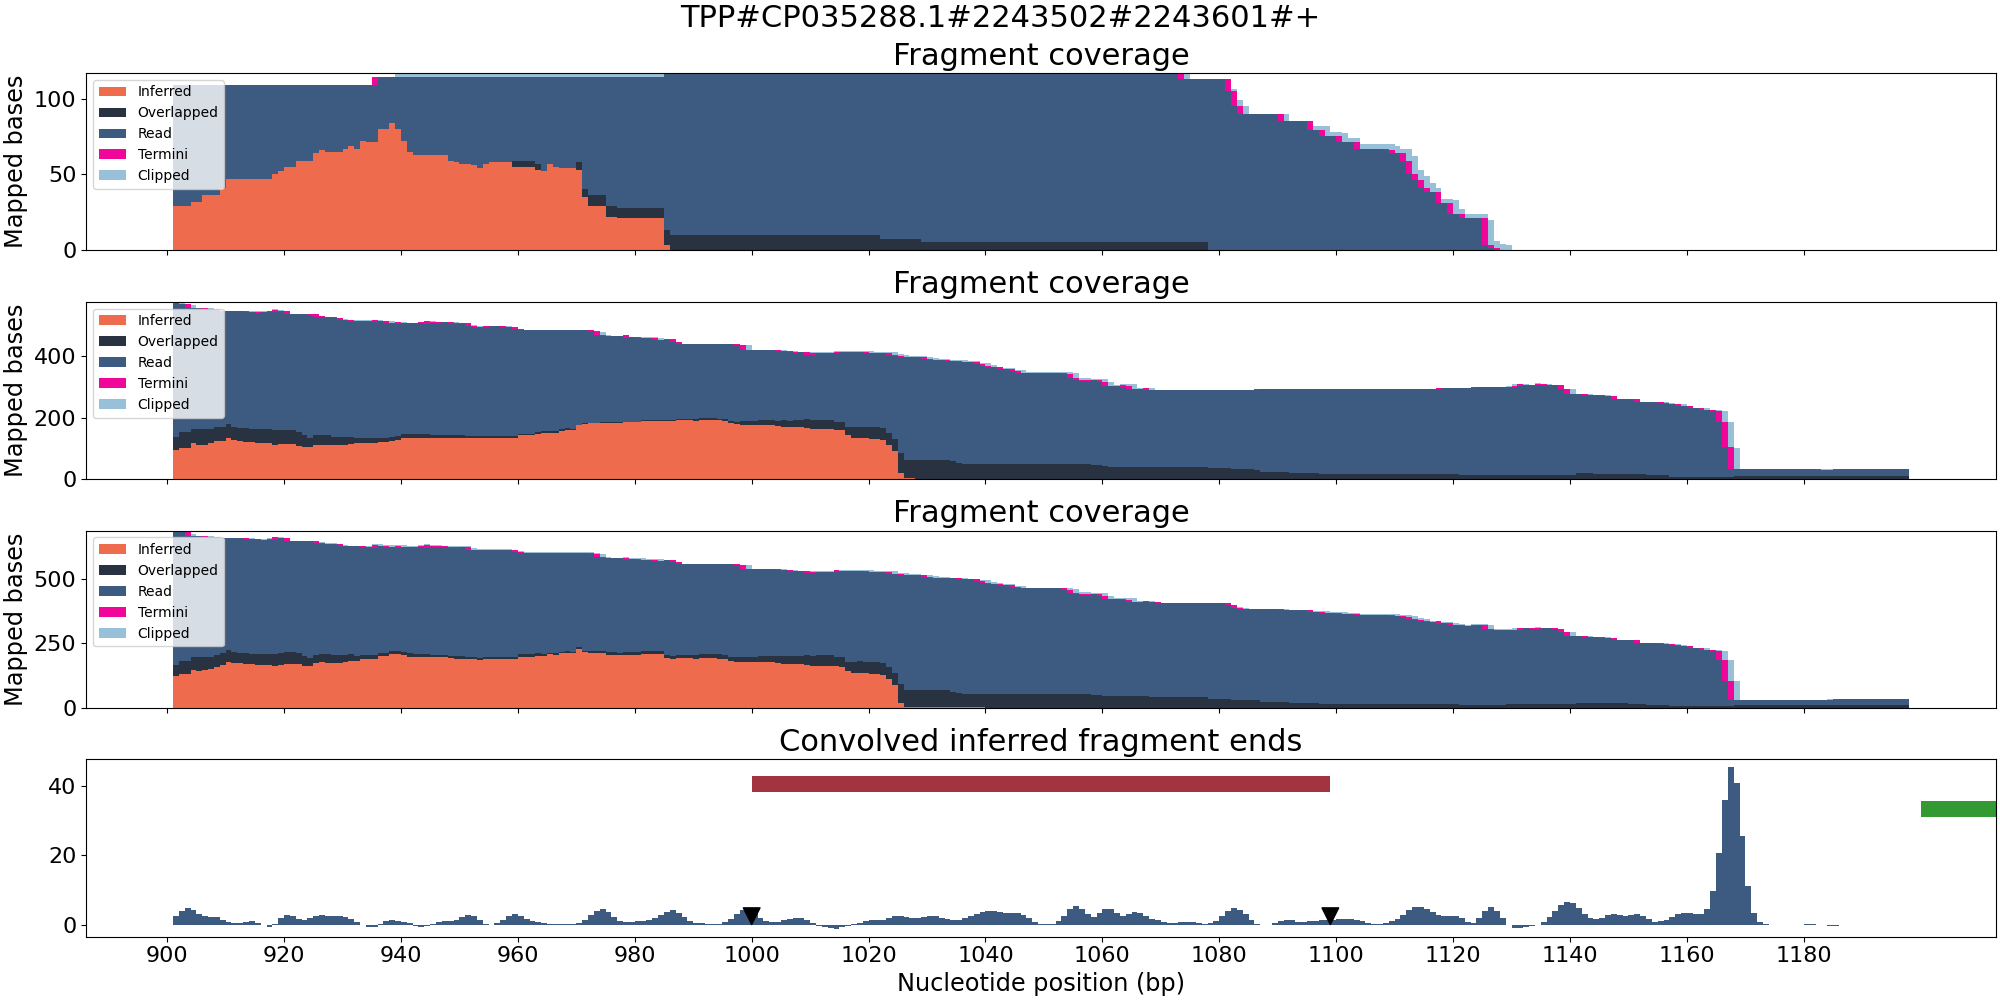 TPP#CP035288.1#2243502#2243601#+
Fragment coverage
Mapped bases
100
50
0
Inferred
Overlapped
Read
Termini
Clipped
Fragment coverage
Mapped bases
400
200
0
Inferred
Overlapped
Read
Termini
Clipped
Fragment coverage
Mapped bases
500
250
0
Inferred
Overlapped
Read
Termini
Clipped
Convolved inferred fragment ends
40
20
0
900 920 940 960 980 1000 1020 1040 1060 1080 1100 1120 1140 1160 1180
Nucleotide position (bp)